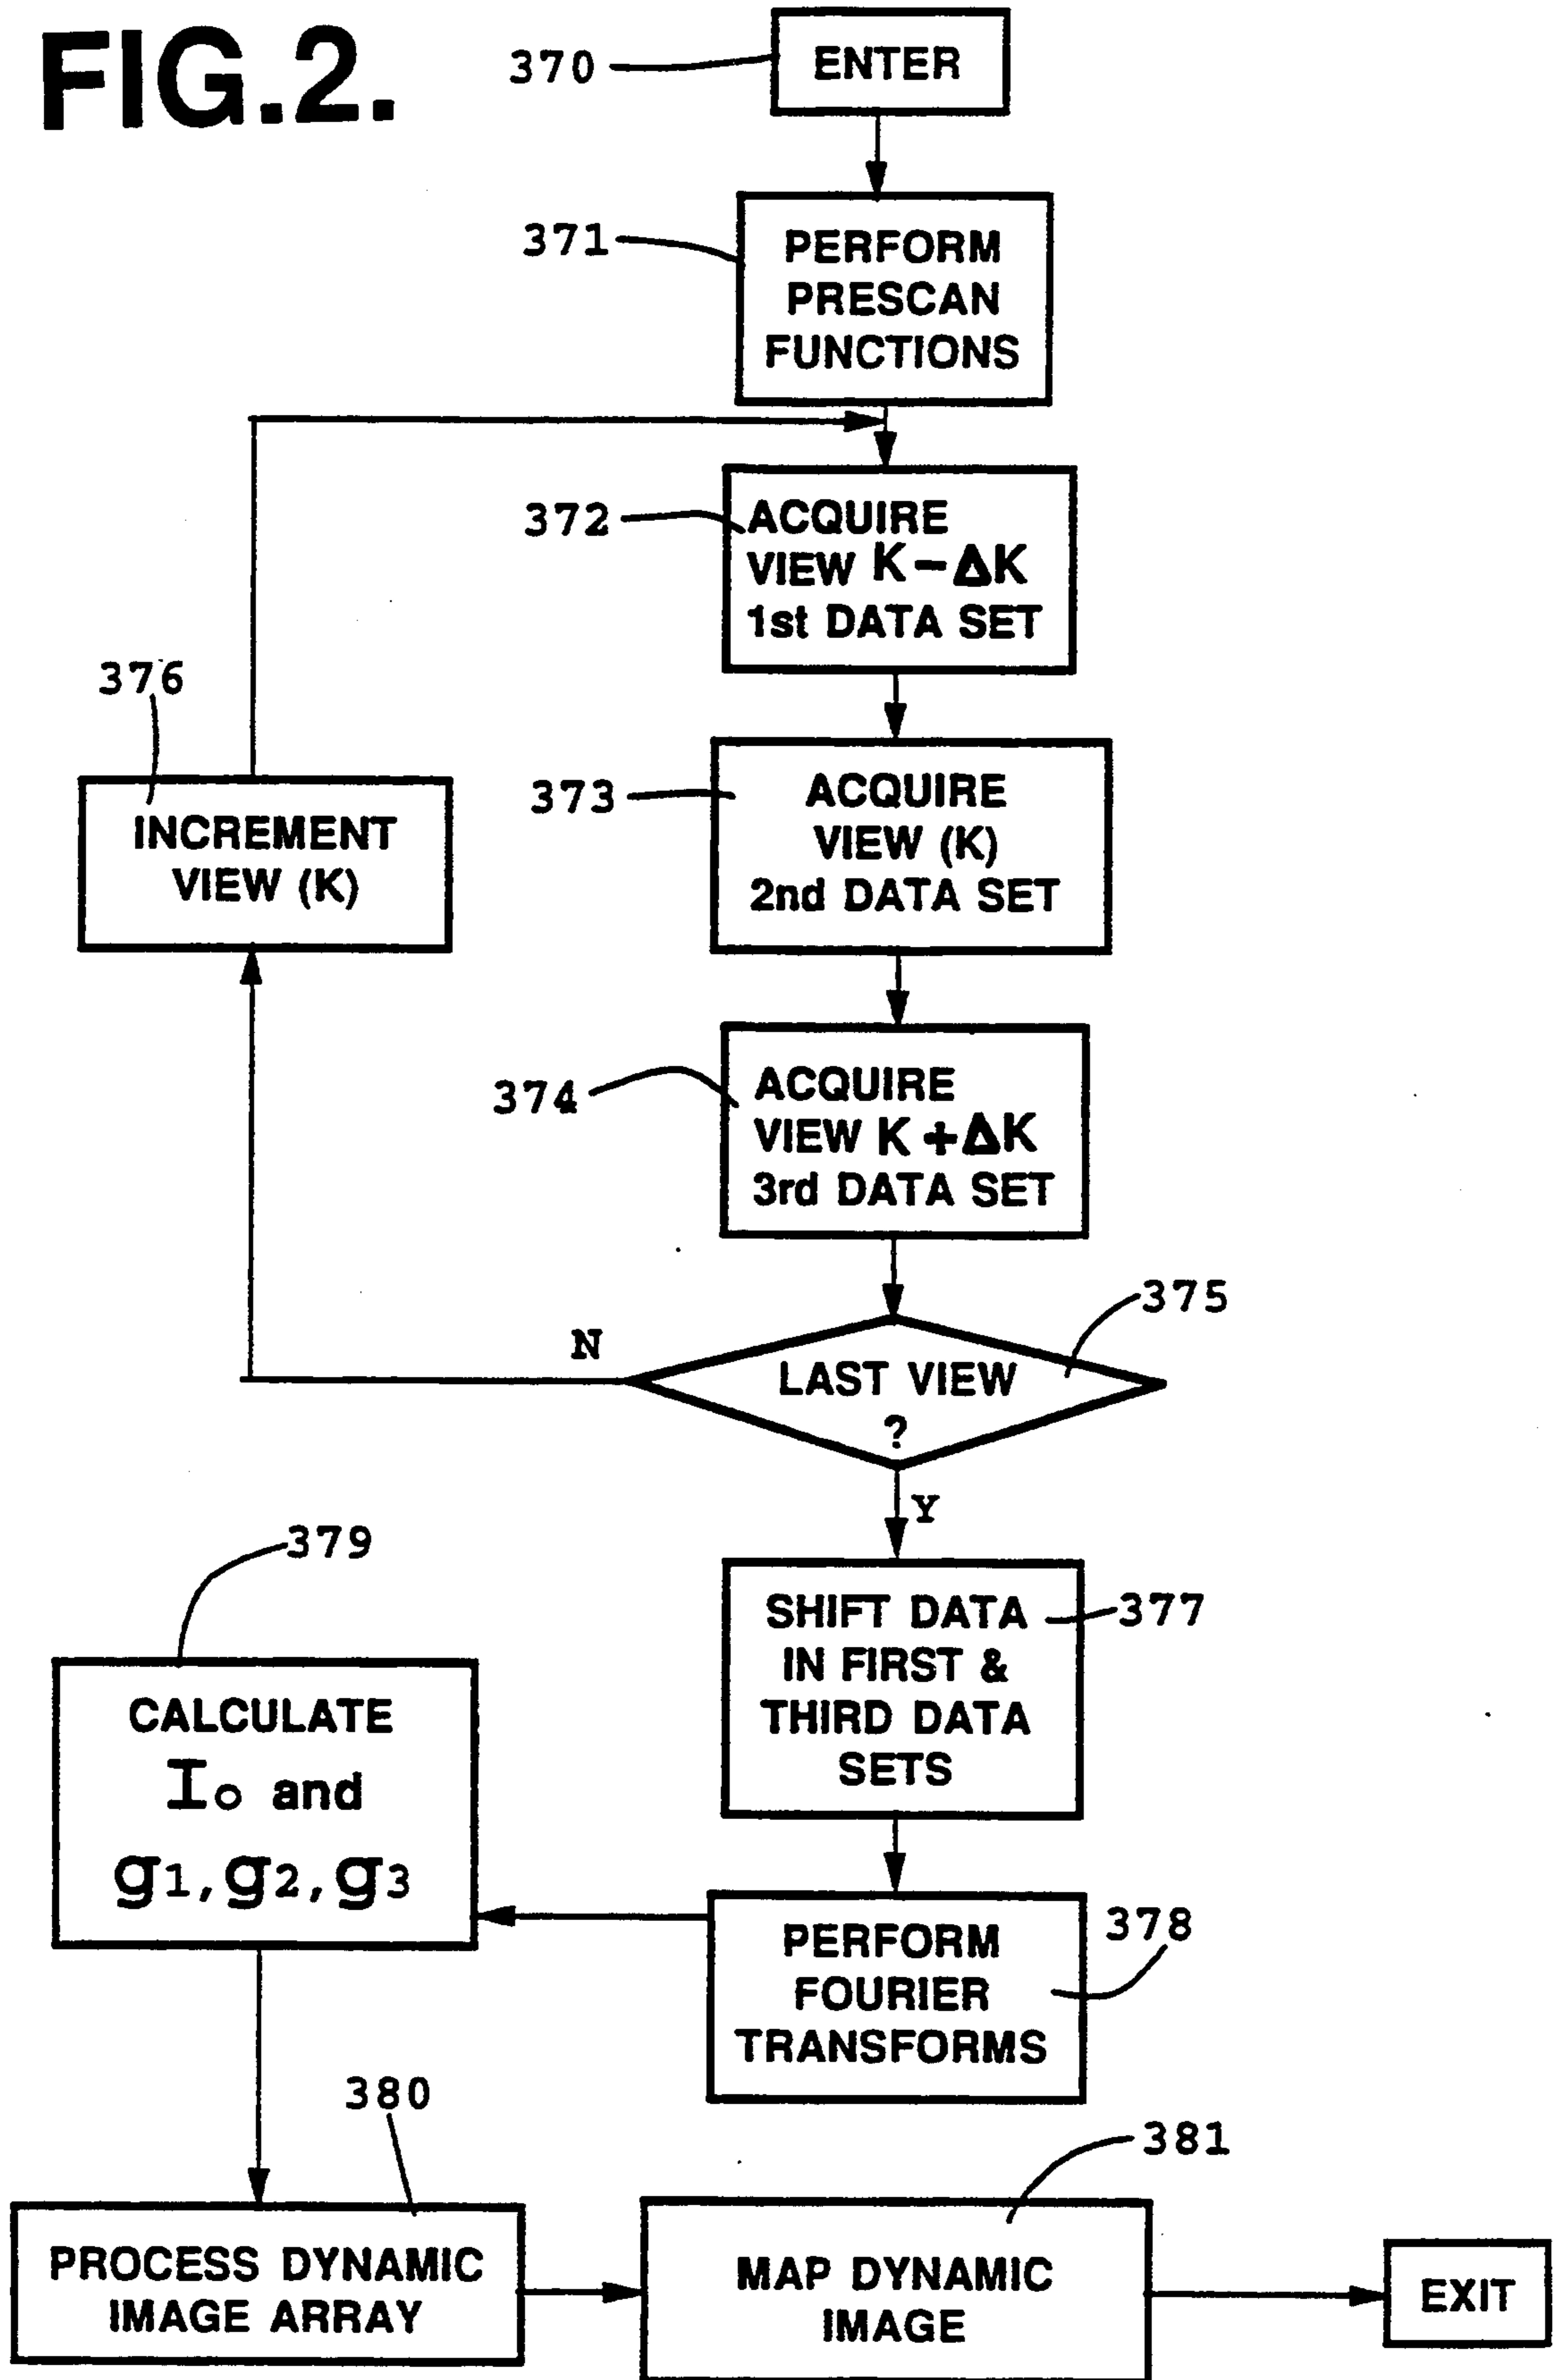 FIG.2.
370
ENTER
371
PERFORM
PRESCAN
FUNCTIONS
372
ACQUIRE
VIEW K-ΔK
1st DATA SET
373
ACQUIRE
VIEW (K)
2nd DATA SET
376
INCREMENT
VIEW (K)
374
ACQUIRE
VIEW K+ΔK
3rd DATA SET
375
LAST VIEW
?
N
Y
377
SHIFT DATA
IN FIRST &
THIRD DATA
SETS
378
PERFORM
FOURIER
TRANSFORMS
379
CALCULATE
Io and
g1,g2,g3
380
PROCESS DYNAMIC
IMAGE ARRAY
381
MAP DYNAMIC
IMAGE
EXIT